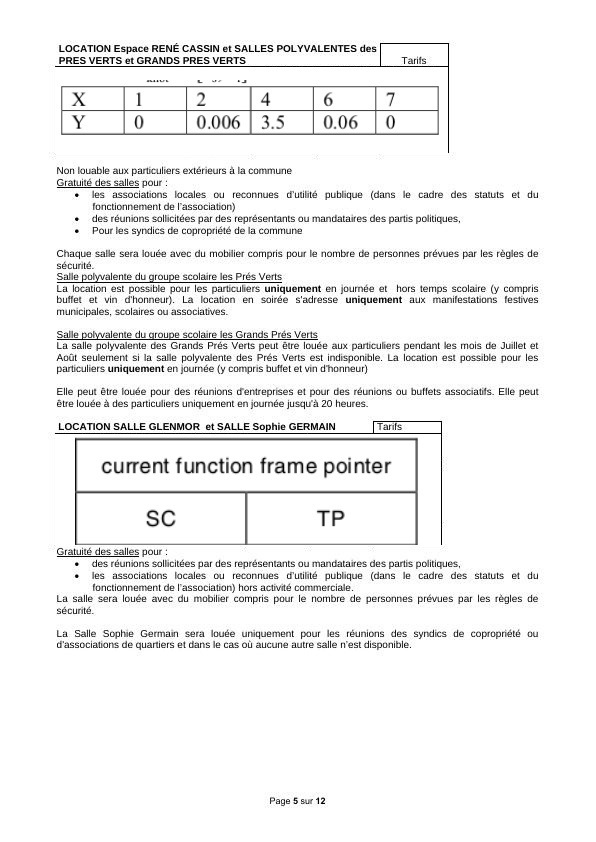 LOCATION Espace RENÉ CASSIN et SALLES POLYVALENTES des
PRES VERTS et GRANDS PRES VERTS
Tarifs
X 1 2 4 6 7
Y 0 0.006 3.5 0.06 0
Non louable aux particuliers extérieurs à la commune
Gratuité des salles pour :
• les associations locales ou reconnues d'utilité publique (dans le cadre des statuts et du
fonctionnement de l'association)
• des réunions sollicitées par des représentants ou mandataires des partis politiques,
• Pour les syndics de copropriété de la commune
Chaque salle sera louée avec du mobilier compris pour le nombre de personnes prévues par les règles de
sécurité.
Salle polyvalente du groupe scolaire les Prés Verts
La location est possible pour les particuliers uniquement en journée et hors temps scolaire (y compris
buffet et vin d'honneur). La location en soirée s'adresse uniquement aux manifestations festives
municipales, scolaires ou associatives.
Salle polyvalente du groupe scolaire les Grands Prés Verts
La salle polyvalente des Grands Prés Verts peut être louée aux particuliers pendant les mois de Juillet et
Août seulement si la salle polyvalente des Prés Verts est indisponible. La location est possible pour les
particuliers uniquement en journée (y compris buffet et vin d'honneur)
Elle peut être louée pour des réunions d'entreprises et pour des réunions ou buffets associatifs. Elle peut
être louée à des particuliers uniquement en journée jusqu'à 20 heures.
LOCATION SALLE GLENMOR et SALLE Sophie GERMAIN Tarifs
current function frame pointer
SC TP
Gratuité des salles pour :
• des réunions sollicitées par des représentants ou mandataires des partis politiques,
• les associations locales ou reconnues d'utilité publique (dans le cadre des statuts et du
fonctionnement de l'association) hors activité commerciale.
La salle sera louée avec du mobilier compris pour le nombre de personnes prévues par les règles de
sécurité.
La Salle Sophie Germain sera louée uniquement pour les réunions des syndics de copropriété ou
d'associations de quartiers et dans le cas où aucune autre salle n'est disponible.
Page 5 sur 12